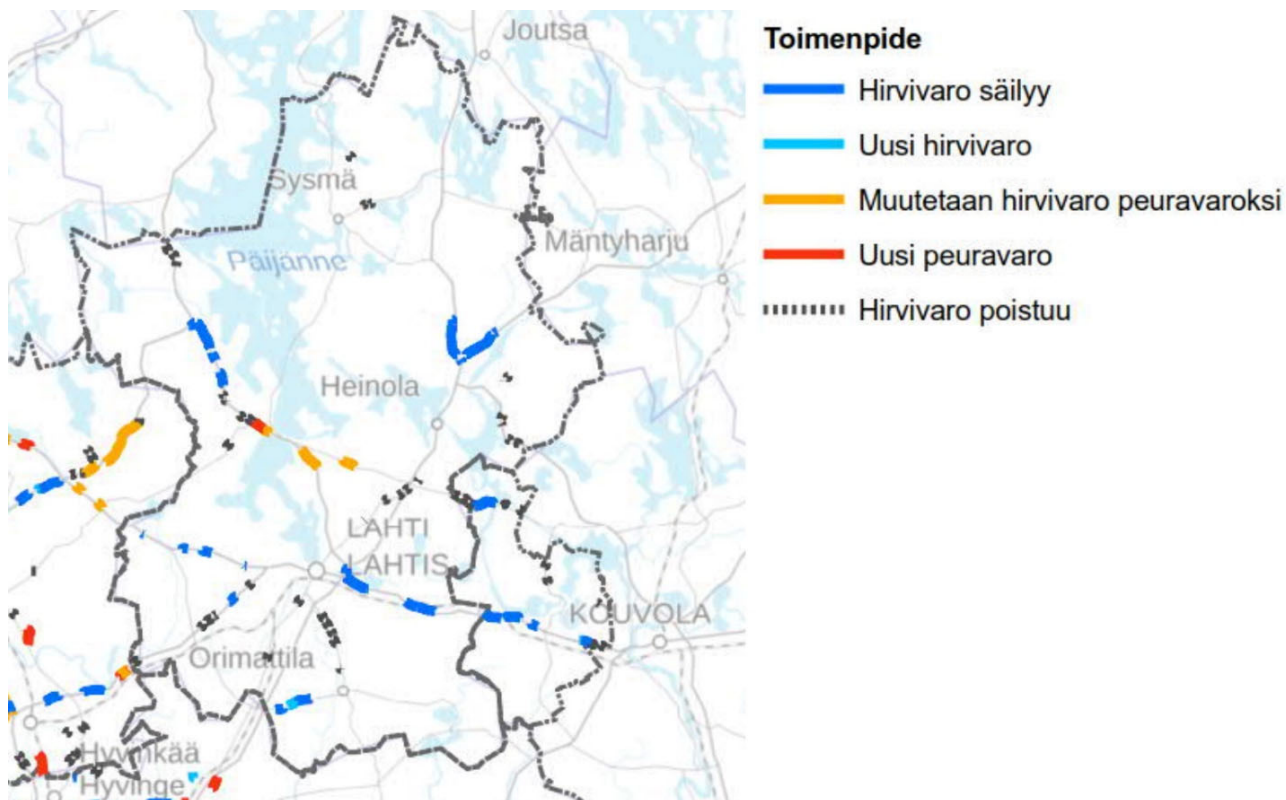 Joutsa
Sysmä
Mäntyharju
Päijänne
Heinola
LAHTI
LAHTIS
KOUVOLA
Orimattila
Hyvinkää
Hyvinge
Toimenpide
Hirvivaro säilyy
Uusi hirvivaro
Muutetaan hirvivaro peuravaroksi
Uusi peuravaro
Hirvivaro poistuu